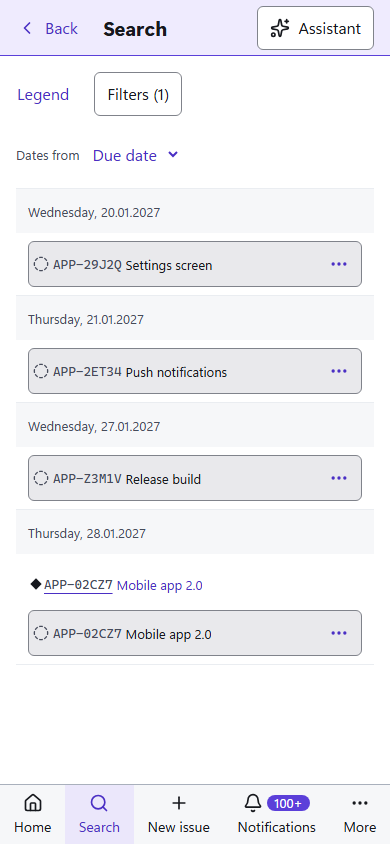 Back
Search
Assistant
Legend
Filters (1)
Dates from
Due date
Wednesday, 20.01.2027
APP-29J2Q Settings screen
Thursday, 21.01.2027
APP-2ET34 Push notifications
Wednesday, 27.01.2027
APP-Z3M1V Release build
Thursday, 28.01.2027
APP-02CZ7 Mobile app 2.0
APP-02CZ7 Mobile app 2.0
100+
Home
Search
New issue
Notifications
More